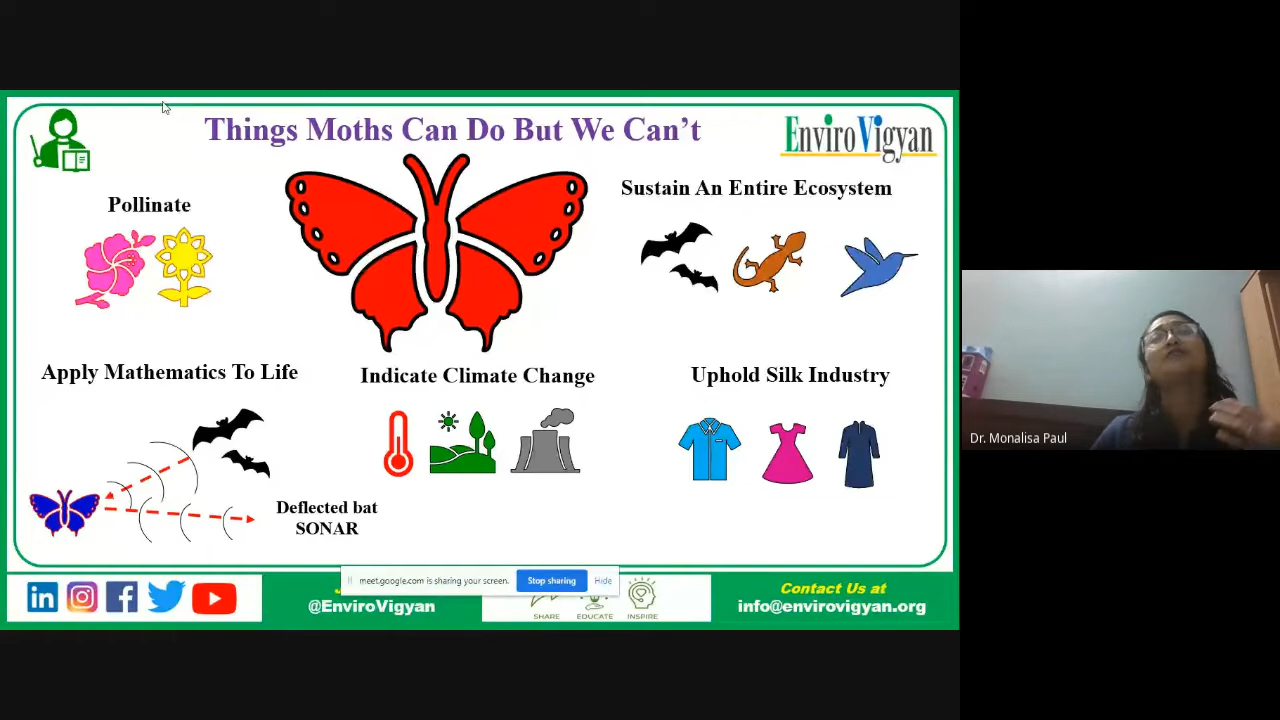 Things Moths Can Do But We Can't
EnviroVigyan
Pollinate
Sustain An Entire Ecosystem
Apply Mathematics To Life
Indicate Climate Change
Uphold Silk Industry
Deflected bat
SONAR
Dr. Monalisa Paul
meet.google.com is sharing your screen.
Stop sharing
Hide
in
@EnviroVigyan
SHARE
EDUCATE
INSPIRE
Contact Us at
info@envirovigyan.org